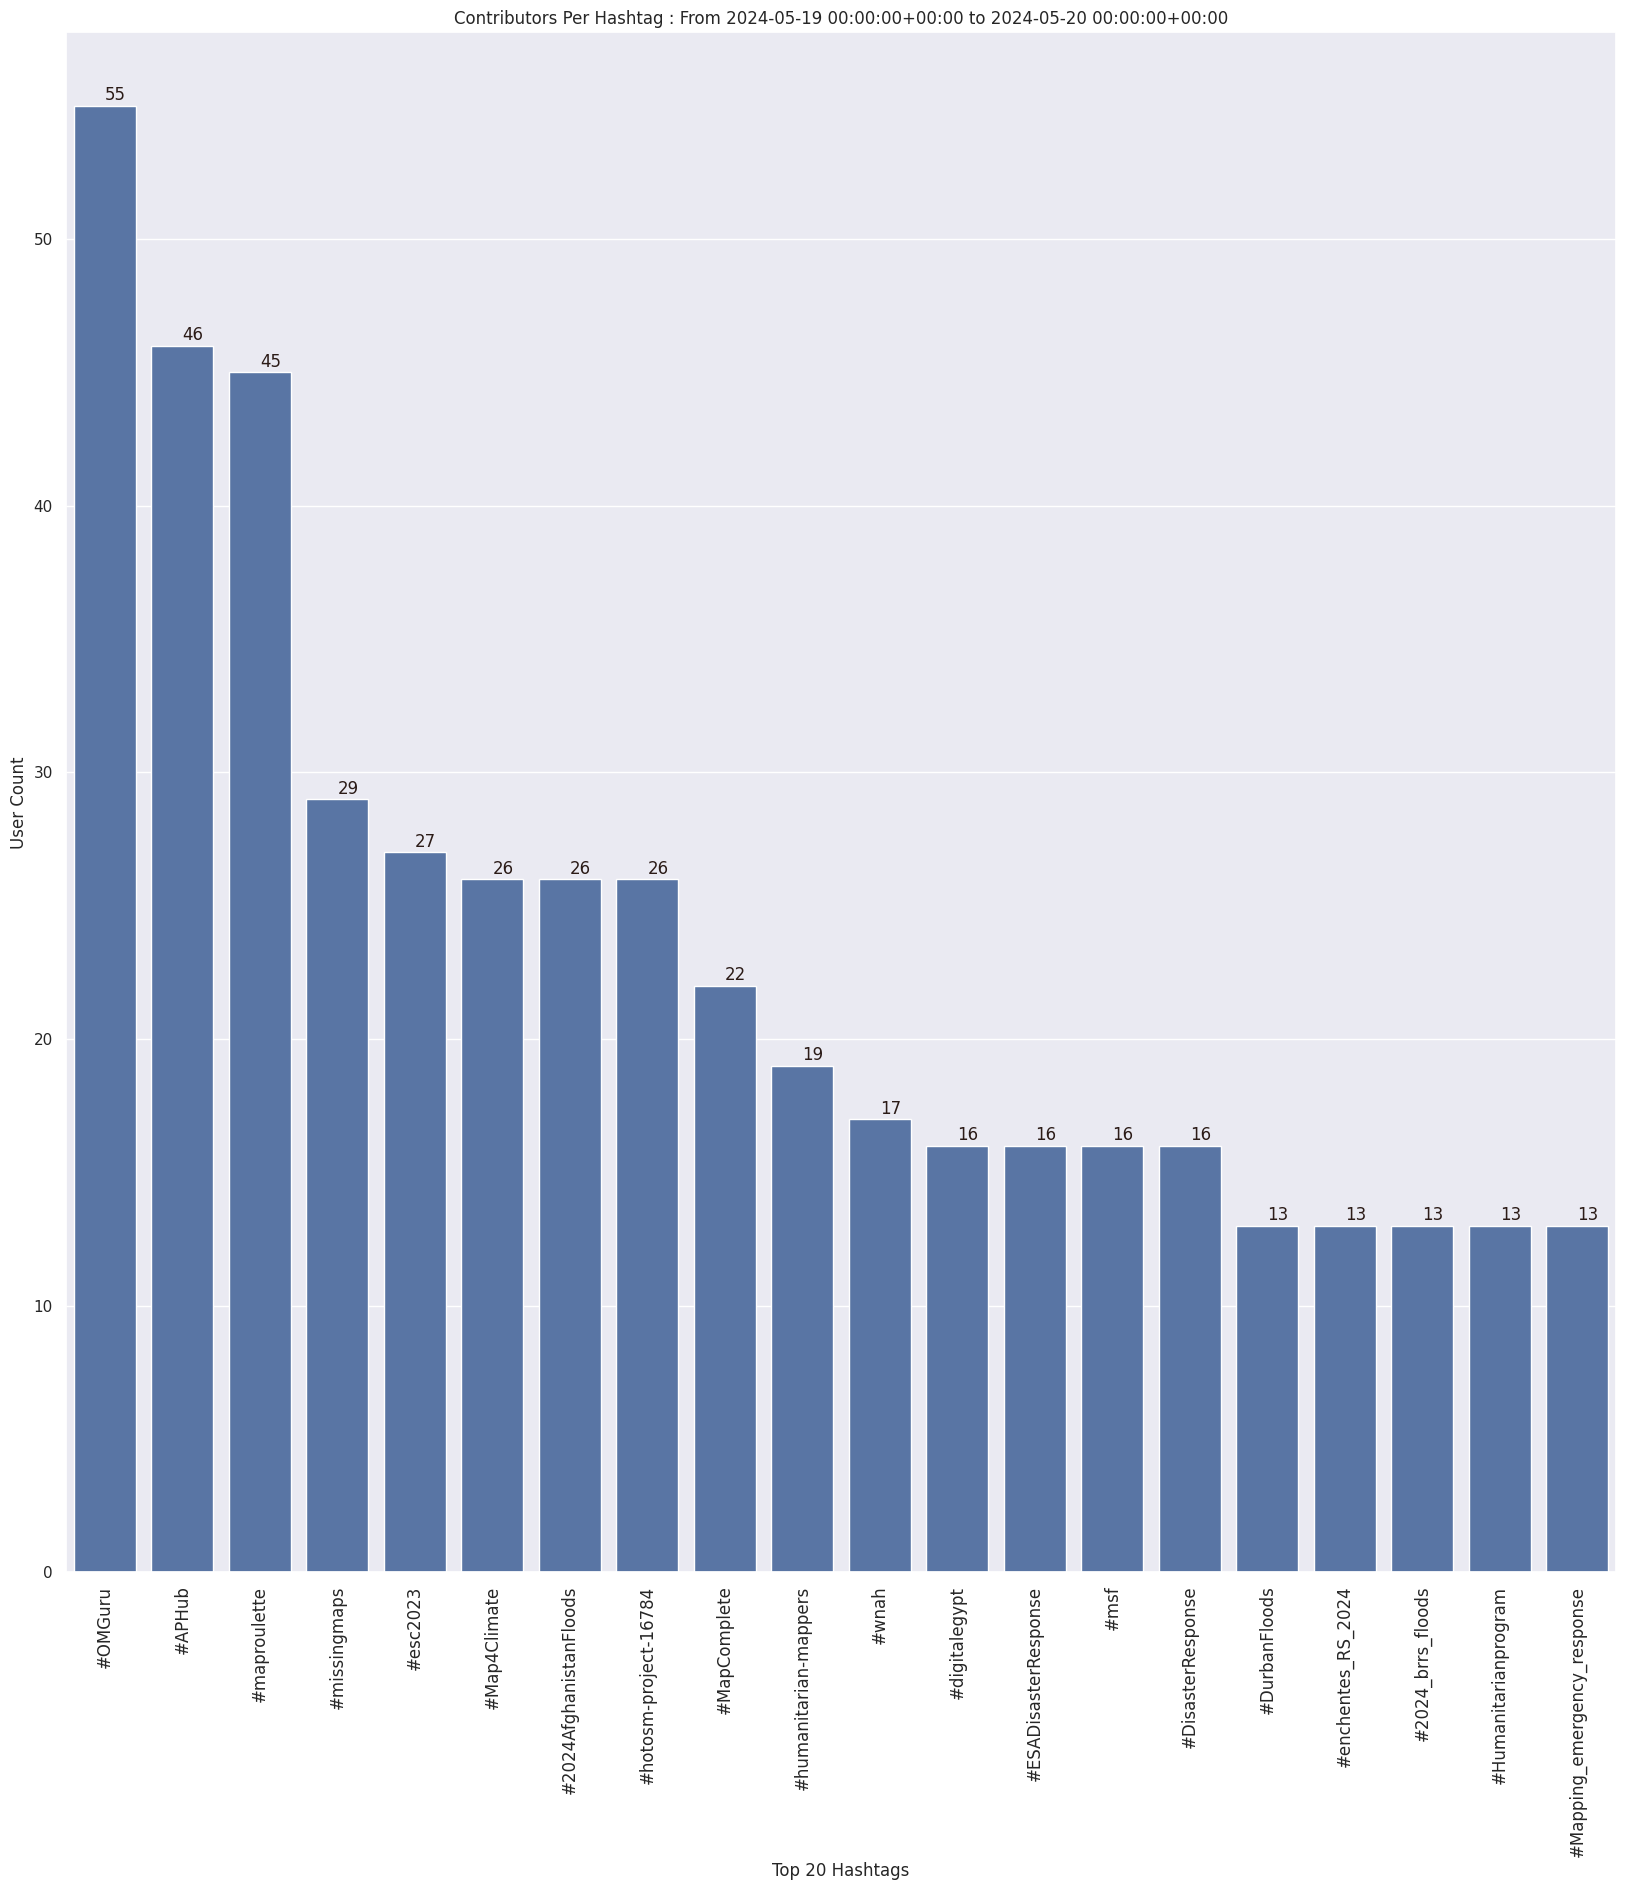 Contributors Per Hashtag : From 2024-05-19 00:00:00+00:00 to 2024-05-20 00:00:00+00:00
User Count
50
40
30
20
10
0
55
46
45
29
27
26
26
26
22
19
17
16
16
16
16
13
13
13
13
13
#OMGuru
#APHub
#maproulette
#missingmaps
#esc2023
#Map4Climate
#2024AfghanistanFloods
#hotosm-project-16784
#MapComplete
#humanitarian-mappers
#wnah
#digitalegypt
#ESADisasterResponse
#msf
#DisasterResponse
#DurbanFloods
#enchentes_RS_2024
#2024_brrs_floods
#Humanitarianprogram
#Mapping_emergency_response
Top 20 Hashtags